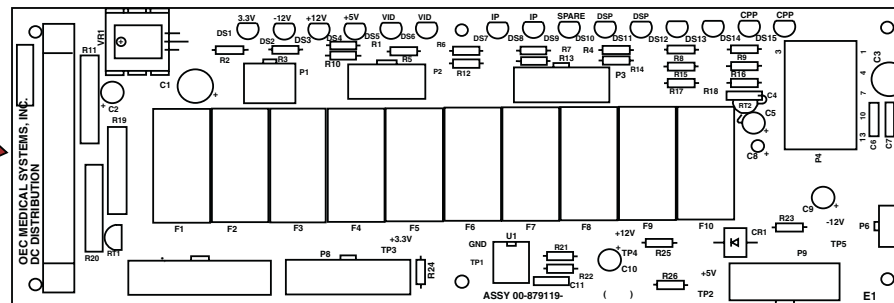 3.3V -12V +12V +5V VID VID IP IP SPARE DSP DSP CPP CPP
DS1 DS2 DS3 DS4 DS5 DS6 DS7 DS8 DS9 DS10 DS11 DS12 DS13 DS14 DS15
VR1
R11
R2 R3 R10 R1 R5 R6 R12 R7 R13 R4 R14 R8 R15 R17 R9 R16 R18
P1 P2 P3
C1
C2
R19
C4
RT2
C5
C8
3
1
4
7
10
13
P4
C3
C6
C7
OEC MEDICAL SYSTEMS, INC.
DC DISTRIBUTION
F1 F2 F3 F4 F5 F6 F7 F8 F9 F10
R20
RT1
P8
+3.3V
TP3
R24
GND
TP1
U1
R21
R22
C11
C10
+12V
TP4
R25
R26
+5V
TP2
CR1
R23
C9
-12V
TP5
P6
P9
E1
ASSY 00-879119- ( )